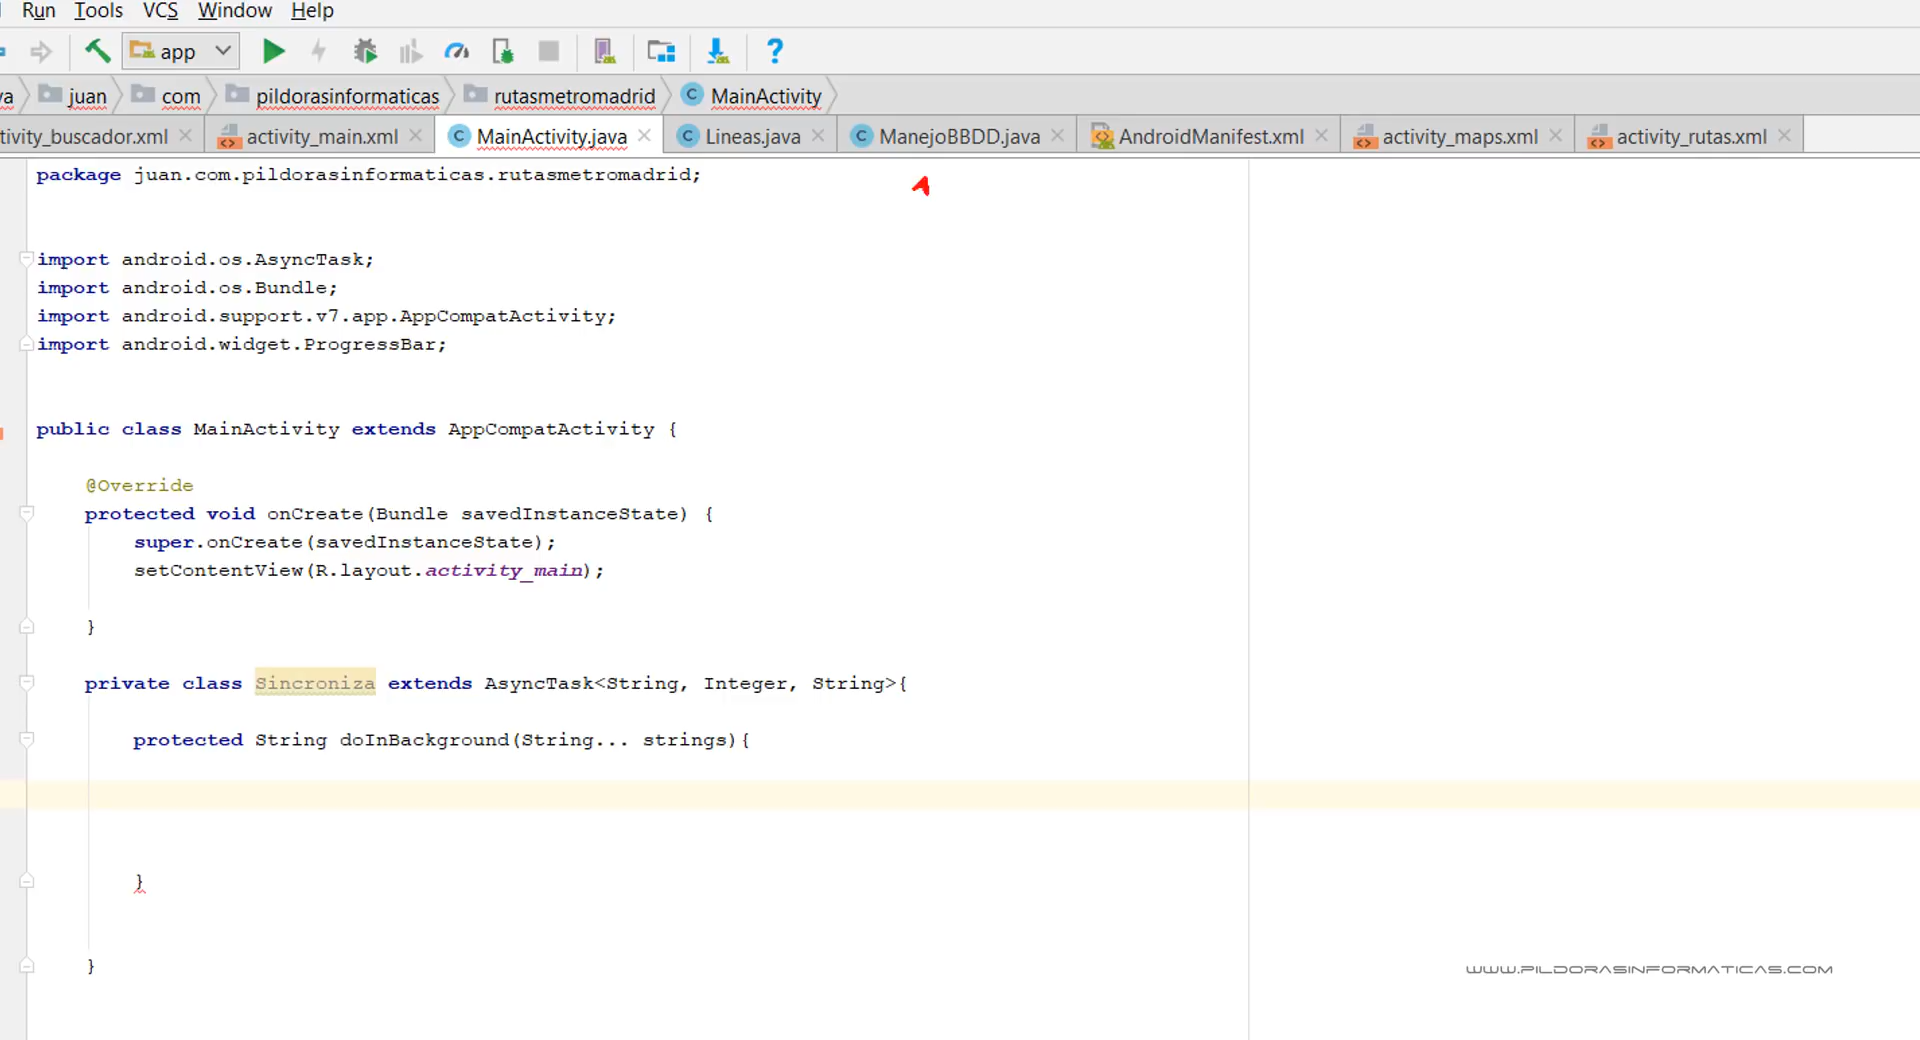 Run Tools VCS Window Help
app
va juan com pildorasinformaticas rutasmetromadrid MainActivity
tivity_buscador.xml activity_main.xml MainActivity.java Lineas.java ManejoBBDD.java AndroidManifest.xml activity_maps.xml activity_rutas.xml
package juan.com.pildorasinformaticas.rutasmetromadrid;
import android.os.AsyncTask;
import android.os.Bundle;
import android.support.v7.app.AppCompatActivity;
import android.widget.ProgressBar;
public class MainActivity extends AppCompatActivity {
@Override
protected void onCreate(Bundle savedInstanceState) {
super.onCreate(savedInstanceState);
setContentView(R.layout.activity_main);
}
private class Sincroniza extends AsyncTask<String, Integer, String>{
protected String doInBackground(String... strings){
}
}
WWW.PILDORASINFORMATICAS.COM